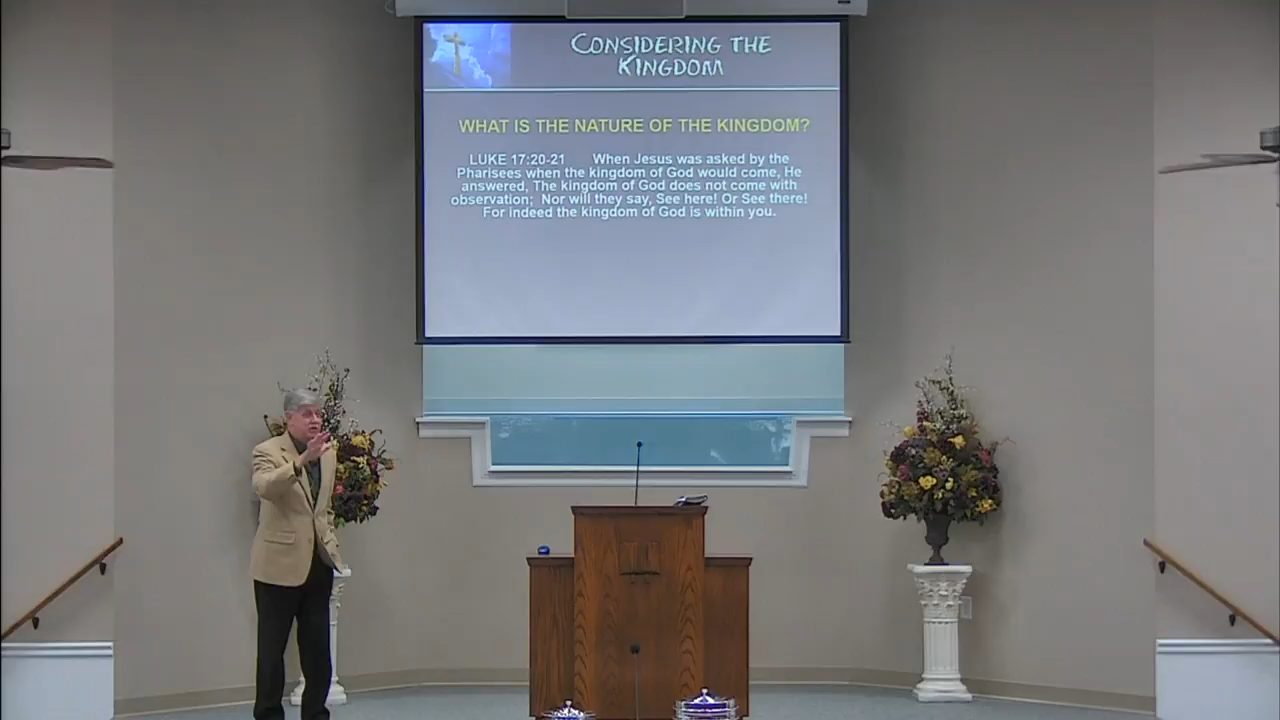 CONSIDERING THE
KINGDOM
WHAT IS THE NATURE OF THE KINGDOM?
LUKE 17:20-21 When Jesus was asked by the
Pharisees when the kingdom of God would come, He
answered, The kingdom of God does not come with
observation; Nor will they say, See here! Or See there!
For indeed the kingdom of God is within you.